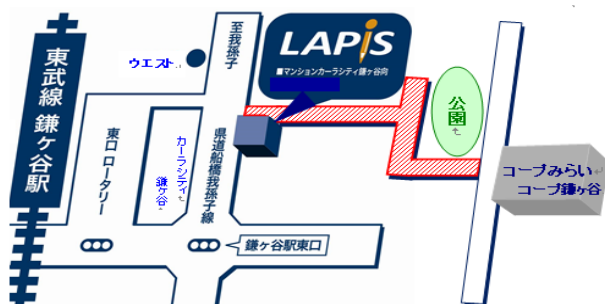 東武線 鎌ヶ谷駅
ウエスト
至我孫子
LAPiS
■マンションカーラシティ鎌ヶ谷向
公園
東口 ロータリー
カーラシティ
鎌ヶ谷
県道船橋我孫子線
コープみらい
コープ鎌ヶ谷
鎌ヶ谷駅東口